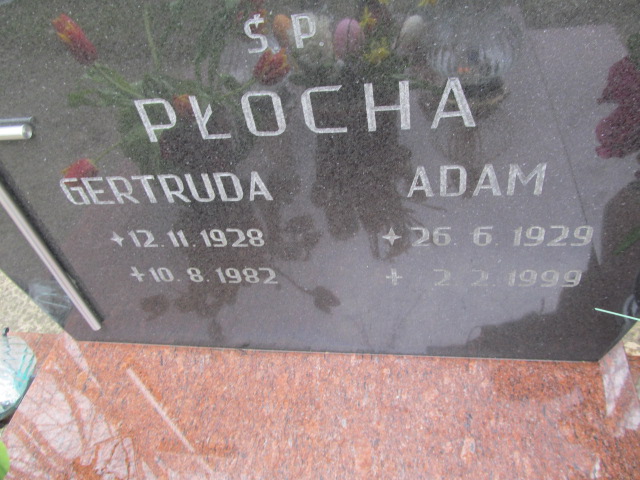 Ś.P.
PŁOCHA
GERTRUDA ADAM
12.11.1928 26.6.1929
10.8.1982 2.2.1999